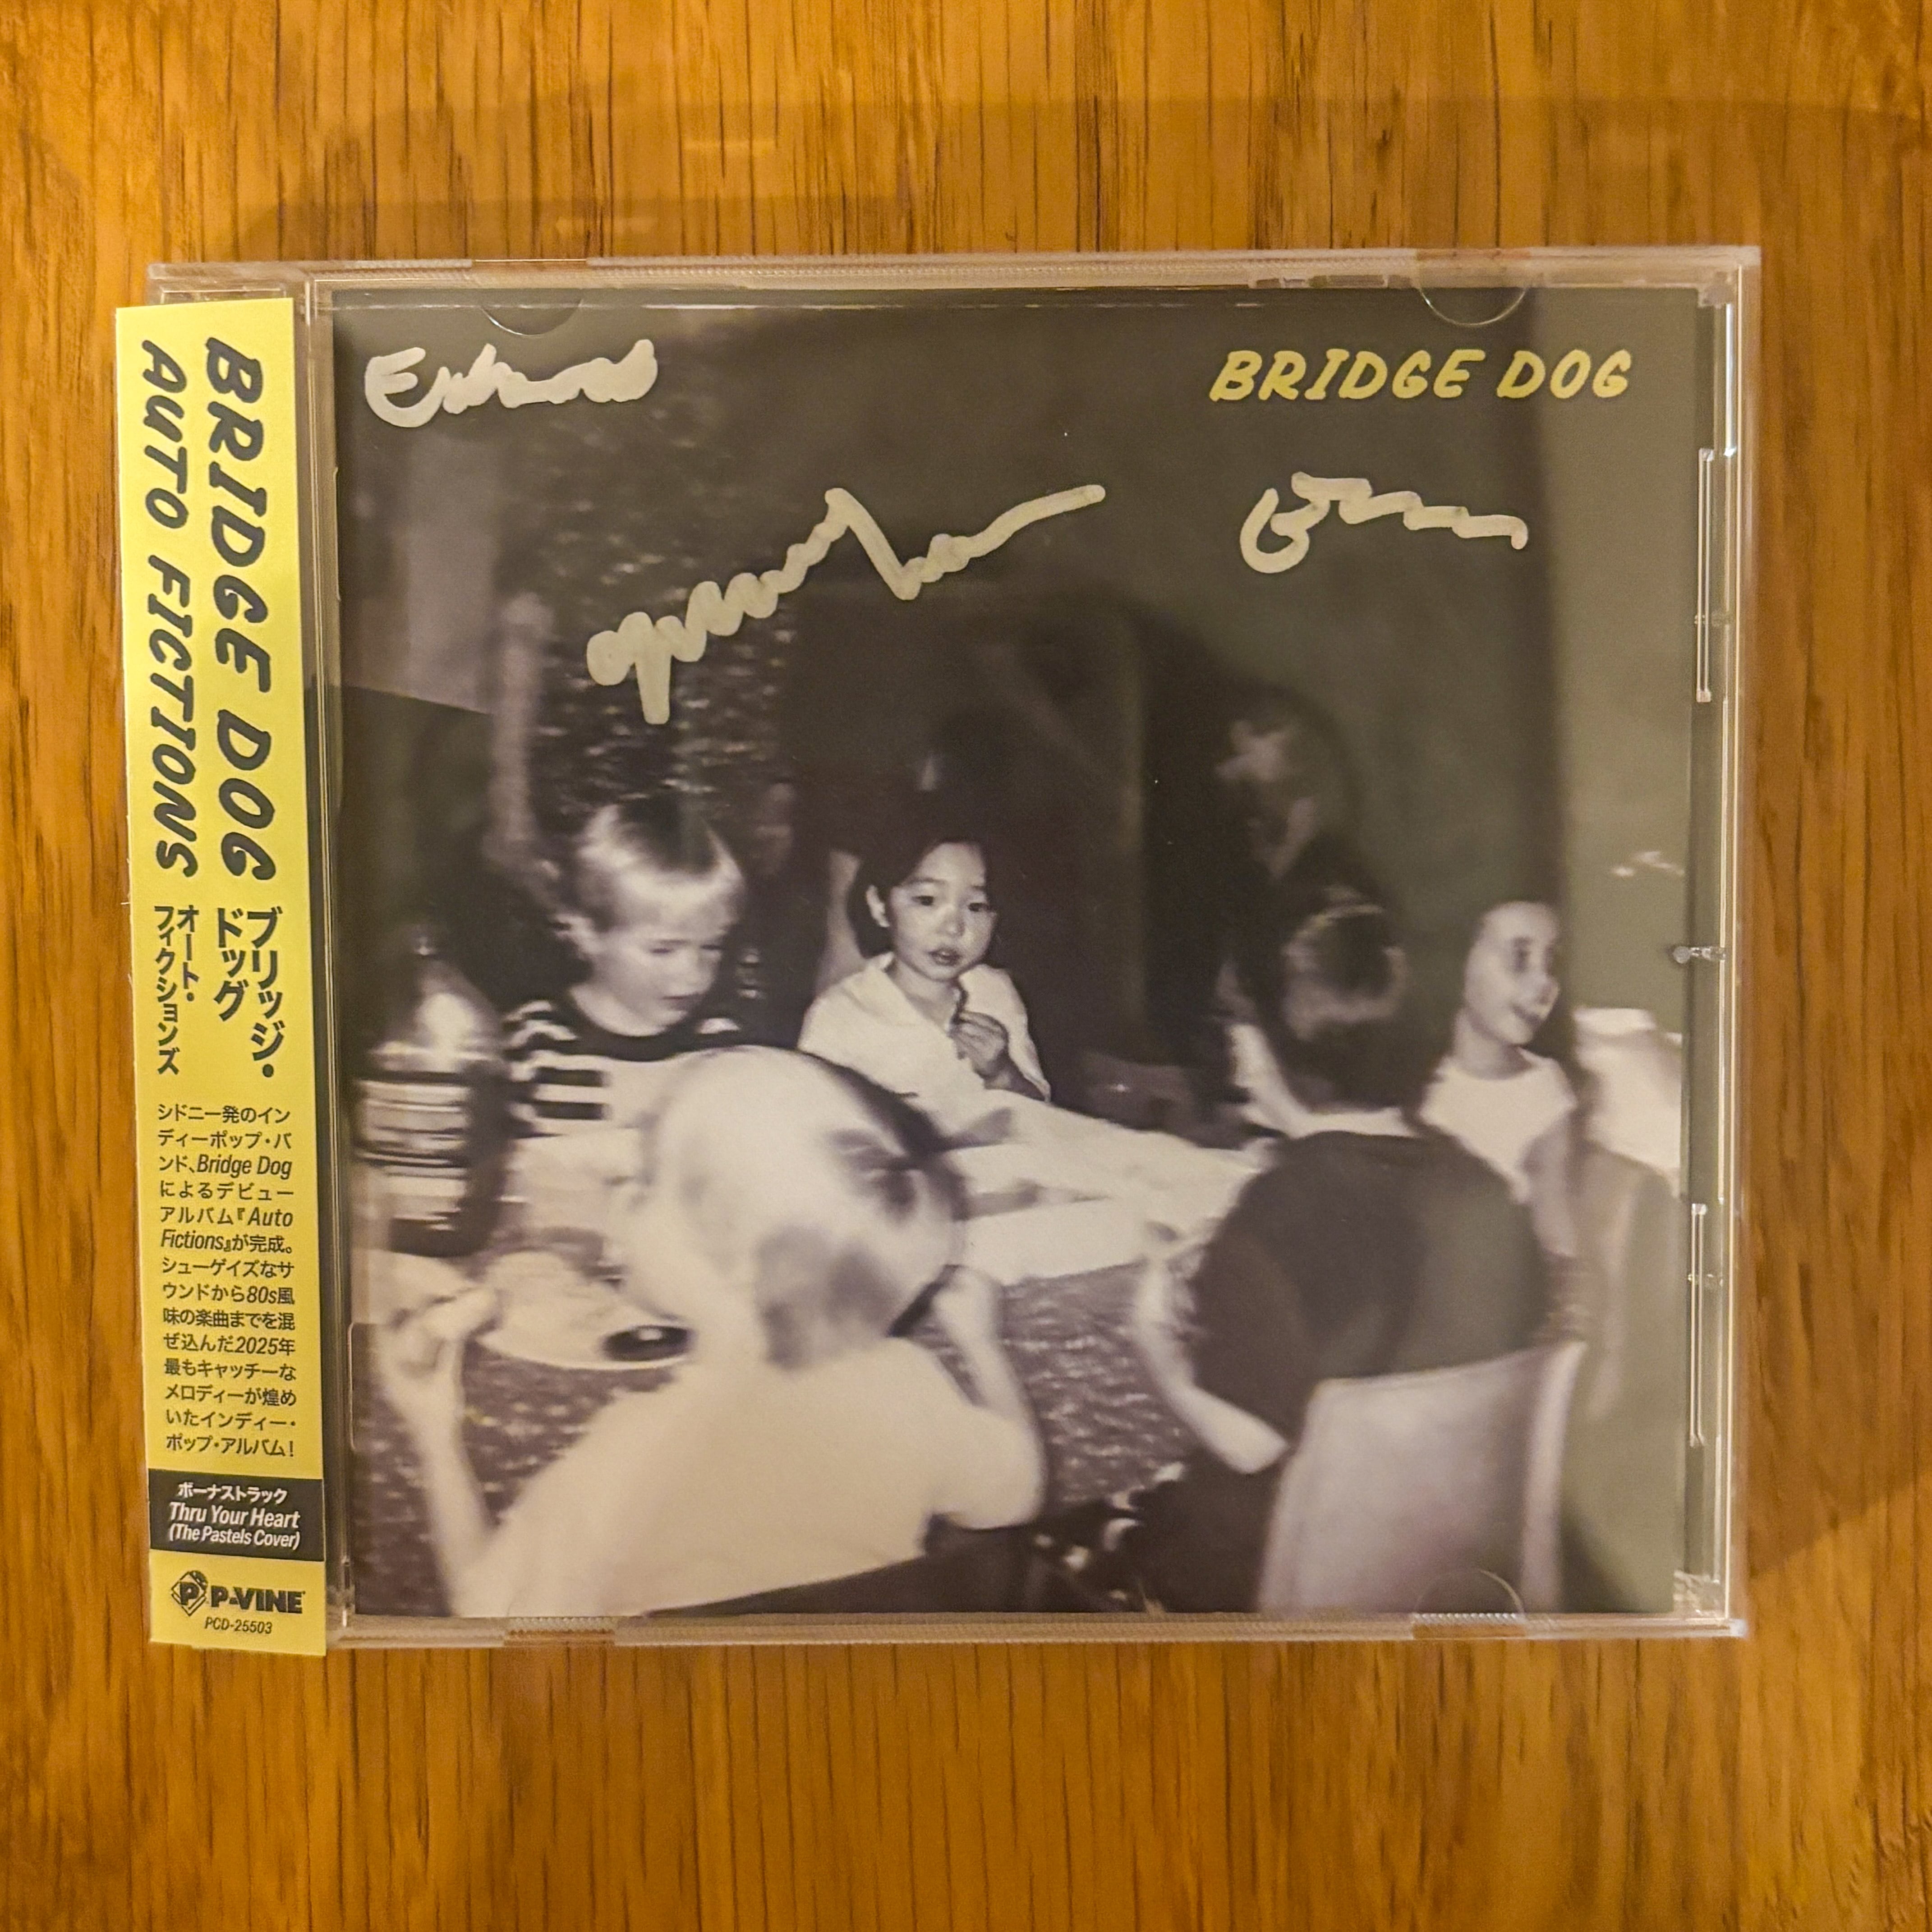 BRIDGE DOG
BRIDGE DOG
AUTO FICTIONS
ブリッジ・
ドッグ
オート・
フィクションズ
シドニー発のイン
ディーポップ・バ
ンド、Bridge Dog
によるデビュー
アルバム『Auto
Fictions』が完成。
シューゲイズなサ
ウンドから80s風
味の楽曲までを混
ぜ込んだ2025年
最もキャッチーな
メロディーが煌め
いたインディー・
ポップ・アルバム!
ボーナストラック
Thru Your Heart
(The Pastels Cover)
P P-VINE
PCD-25503